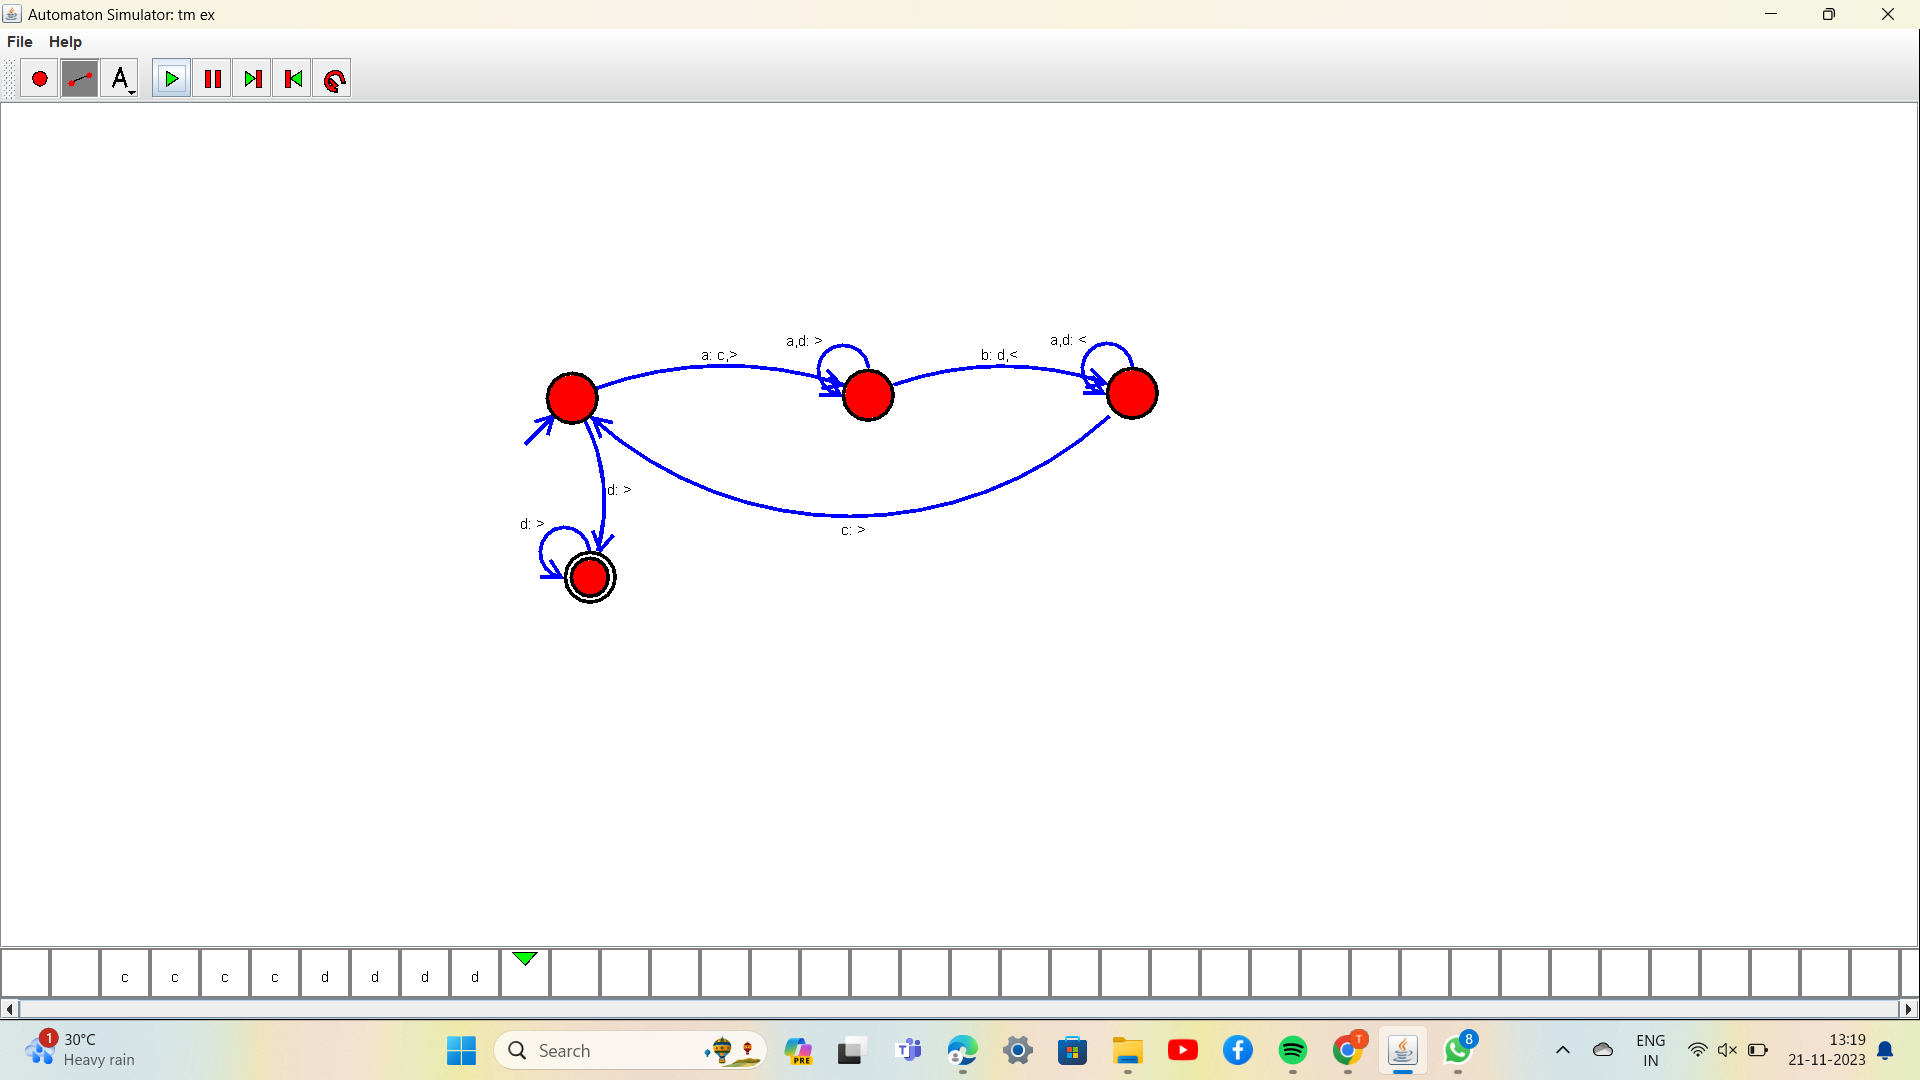 Automaton Simulator: tm ex
File Help
A
a,d: >
a,d: <
a: c,>
b: d,<
d: >
d: >
c: >
c c c c d d d d
1
30°C
Heavy rain
Search
PRE
T
8
ENG
IN
13:19
21-11-2023